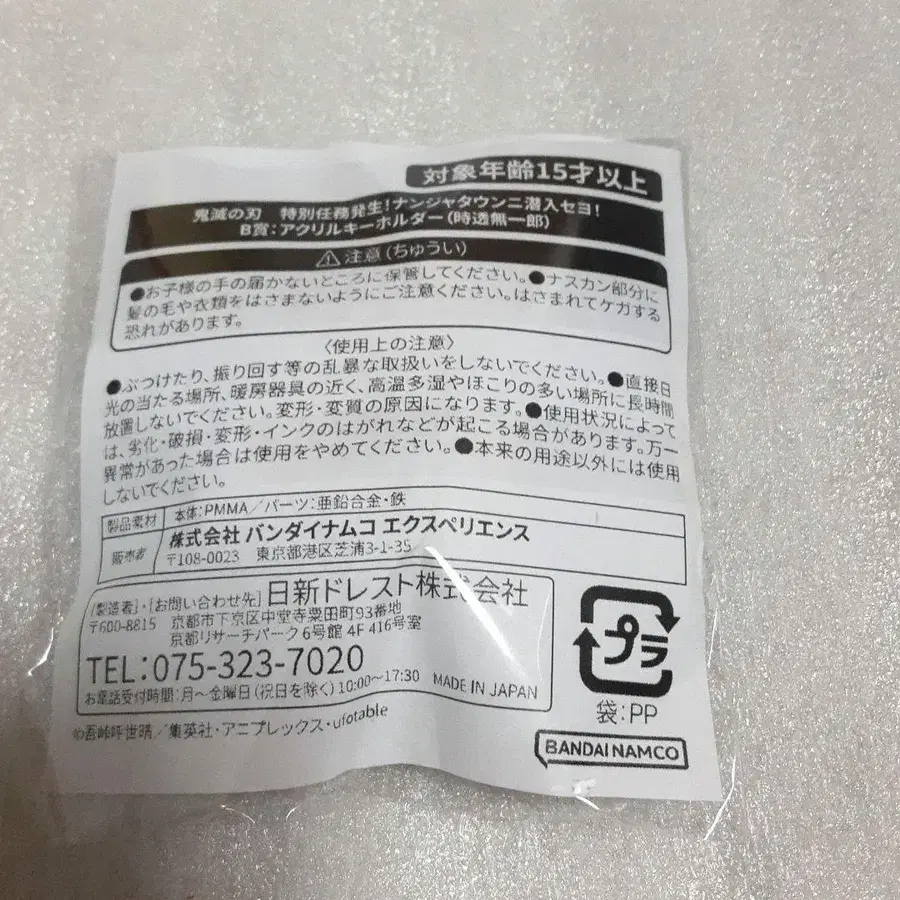 対象年齢15才以上
鬼滅の刃 特別任務発生!ナンジャタウンニ潜入セヨ!
B賞:アクリルキーホルダー(時透無一郎)
⚠注意(ちゅうい)
●お子様の手の届かないところに保管してください。●ナスカン部分に
髪の毛や衣類をはさまないようにご注意ください。はさまれてケガする
恐れがあります。
〈使用上の注意〉
●ぶつけたり、振り回す等の乱暴な取扱いをしないでください。●直接日
光の当たる場所、暖房器具の近く、高温多湿やほこりの多い場所に長時間
放置しないでください。変形・変質の原因になります。●使用状況によって
は、劣化・破損・変形・インクのはがれなどが起こる場合があります。万一
異常があった場合は使用をやめてください。●本来の用途以外には使用
しないでください。
製品素材 本体:PMMA/パーツ:亜鉛合金・鉄
販売者 株式会社 バンダイナムコ エクスペリエンス
〒108-0023 東京都港区芝浦3-1-35
[製造者]・[お問い合わせ先] 日新ドレスト株式会社
〒600-8815 京都市下京区中堂寺粟田町93番地
京都リサーチパーク6号館 4F 416号室
TEL:075-323-7020
お電話受付時間:月〜金曜日(祝日を除く)10:00〜17:30 MADE IN JAPAN
©吾峠呼世晴/集英社・アニプレックス・ufotable
プラ
袋:PP
BANDAI NAMCO